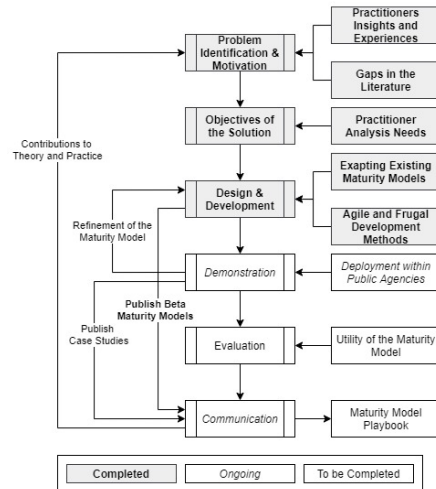 Practitioners
Insights and
Experiences
Problem
Identification &
Motivation
Gaps in the
Literature
Contributions to
Theory and Practice
Objectives of
the Solution
Practitioner
Analysis Needs
Exapting Existing
Maturity Models
Design &
Development
Agile and Frugal
Development
Methods
Refinement of the
Maturity Model
Demonstration
Deployment within
Public Agencies
Publish Beta
Maturity Models
Publish
Case Studies
Evaluation
Utility of the Maturity
Model
Communication
Maturity Model
Playbook
Completed
Ongoing
To be Completed